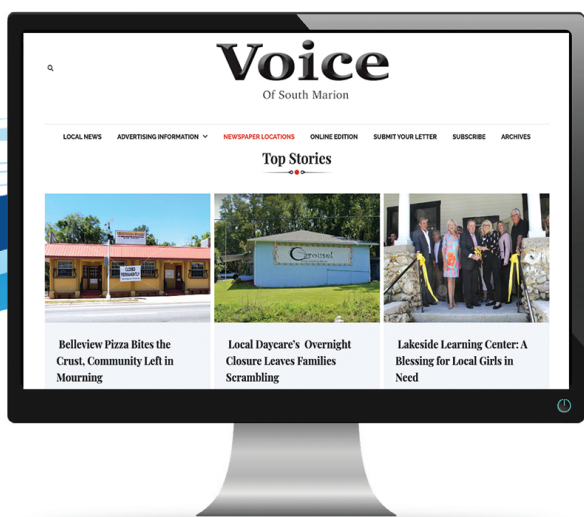 Voice
Of South Marion
LOCAL NEWS ADVERTISING INFORMATION NEWSPAPER LOCATIONS ONLINE EDITION SUBMIT YOUR LETTER SUBSCRIBE ARCHIVES
Top Stories
CLOSED
PERMANENTLY
Carousel
Belleview Pizza Bites the
Crust, Community Left in
Mourning
Local Daycare's Overnight
Closure Leaves Families
Scrambling
Lakeside Learning Center: A
Blessing for Local Girls in
Need